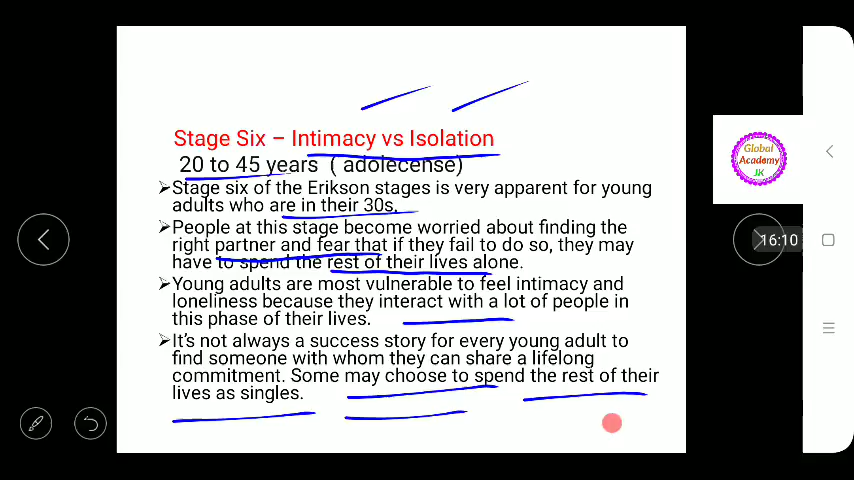 Stage Six – Intimacy vs Isolation
20 to 45 years ( adolecense)
➢Stage six of the Erikson stages is very apparent for young
adults who are in their 30s.
➢People at this stage become worried about finding the
right partner and fear that if they fail to do so, they may
have to spend the rest of their lives alone.
➢Young adults are most vulnerable to feel intimacy and
loneliness because they interact with a lot of people in
this phase of their lives.
➢It's not always a success story for every young adult to
find someone with whom they can share a lifelong
commitment. Some may choose to spend the rest of their
lives as singles.
Global
Academy
JK
16:10